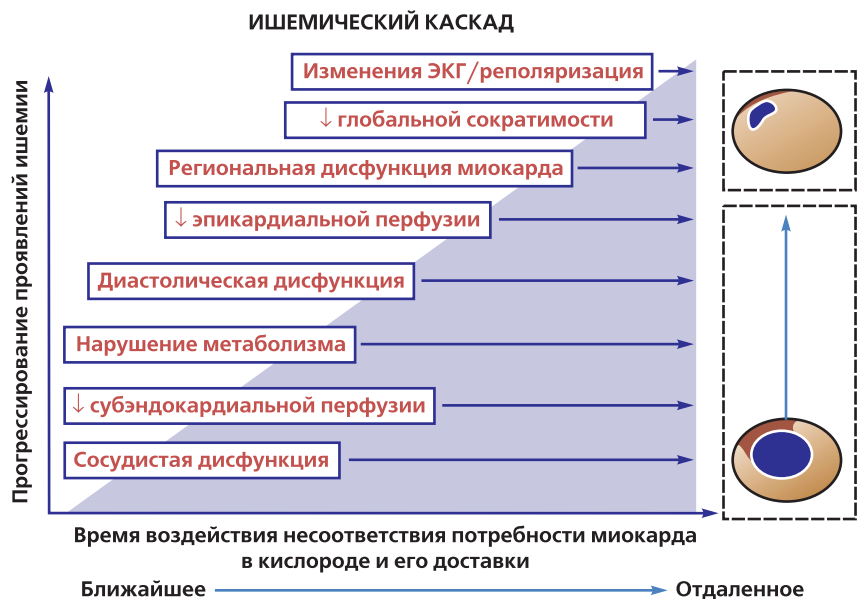 ИШЕМИЧЕСКИЙ КАСКАД
Прогрессирование проявлений ишемии
Изменения ЭКГ/реполяризация
↓ глобальной сократимости
Региональная дисфункция миокарда
↓ эпикардиальной перфузии
Диастолическая дисфункция
Нарушение метаболизма
↓ субэндокардиальной перфузии
Сосудистая дисфункция
Время воздействия несоответствия потребности миокарда
в кислороде и его доставки
Ближайшее
Отдаленное